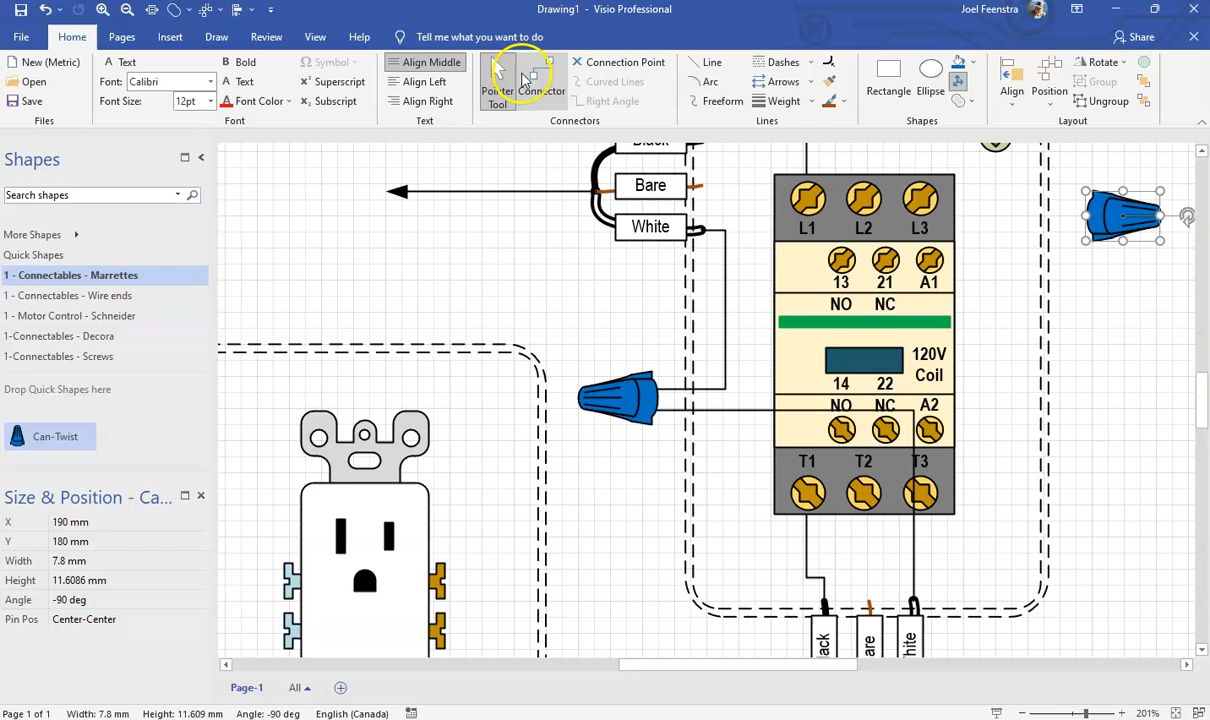 Drawing1 - Visio Professional
Joel Feenstra
File
Home
Pages
Insert
Draw
Review
View
Help
Tell me what you want to do
Share
New (Metric)
Open
Save
Files
A Text
Font: Calibri
Font Size: 12pt
B Bold
I Text
A Font Color
Font
Symbol
Superscript
Subscript
Align Middle
Align Left
Align Right
Text
Pointer Tool
Connector
Connection Point
Curved Lines
Right Angle
Connectors
Line
Arc
Freeform
Dashes
Arrows
Weight
Lines
Rectangle
Ellipse
Shapes
Align
Position
Rotate
Group
Ungroup
Layout
Shapes
Search shapes
More Shapes
Quick Shapes
1 - Connectables - Marrettes
1 - Connectables - Wire ends
1 - Motor Control - Schneider
1-Connectables - Decora
1-Connectables - Screws
Drop Quick Shapes here
Can-Twist
Size & Position - Ca...
X 190 mm
Y 180 mm
Width 7.8 mm
Height 11.6086 mm
Angle -90 deg
Pin Pos Center-Center
Black
Bare
White
L1 L2 L3
13 21 A1
NO NC
120V
Coil
14 22
NO NC A2
T1 T2 T3
lack
are
hite
Page-1
All
Page 1 of 1
Width: 7.8 mm
Height: 11.609 mm
Angle: -90 deg
English (Canada)
201%